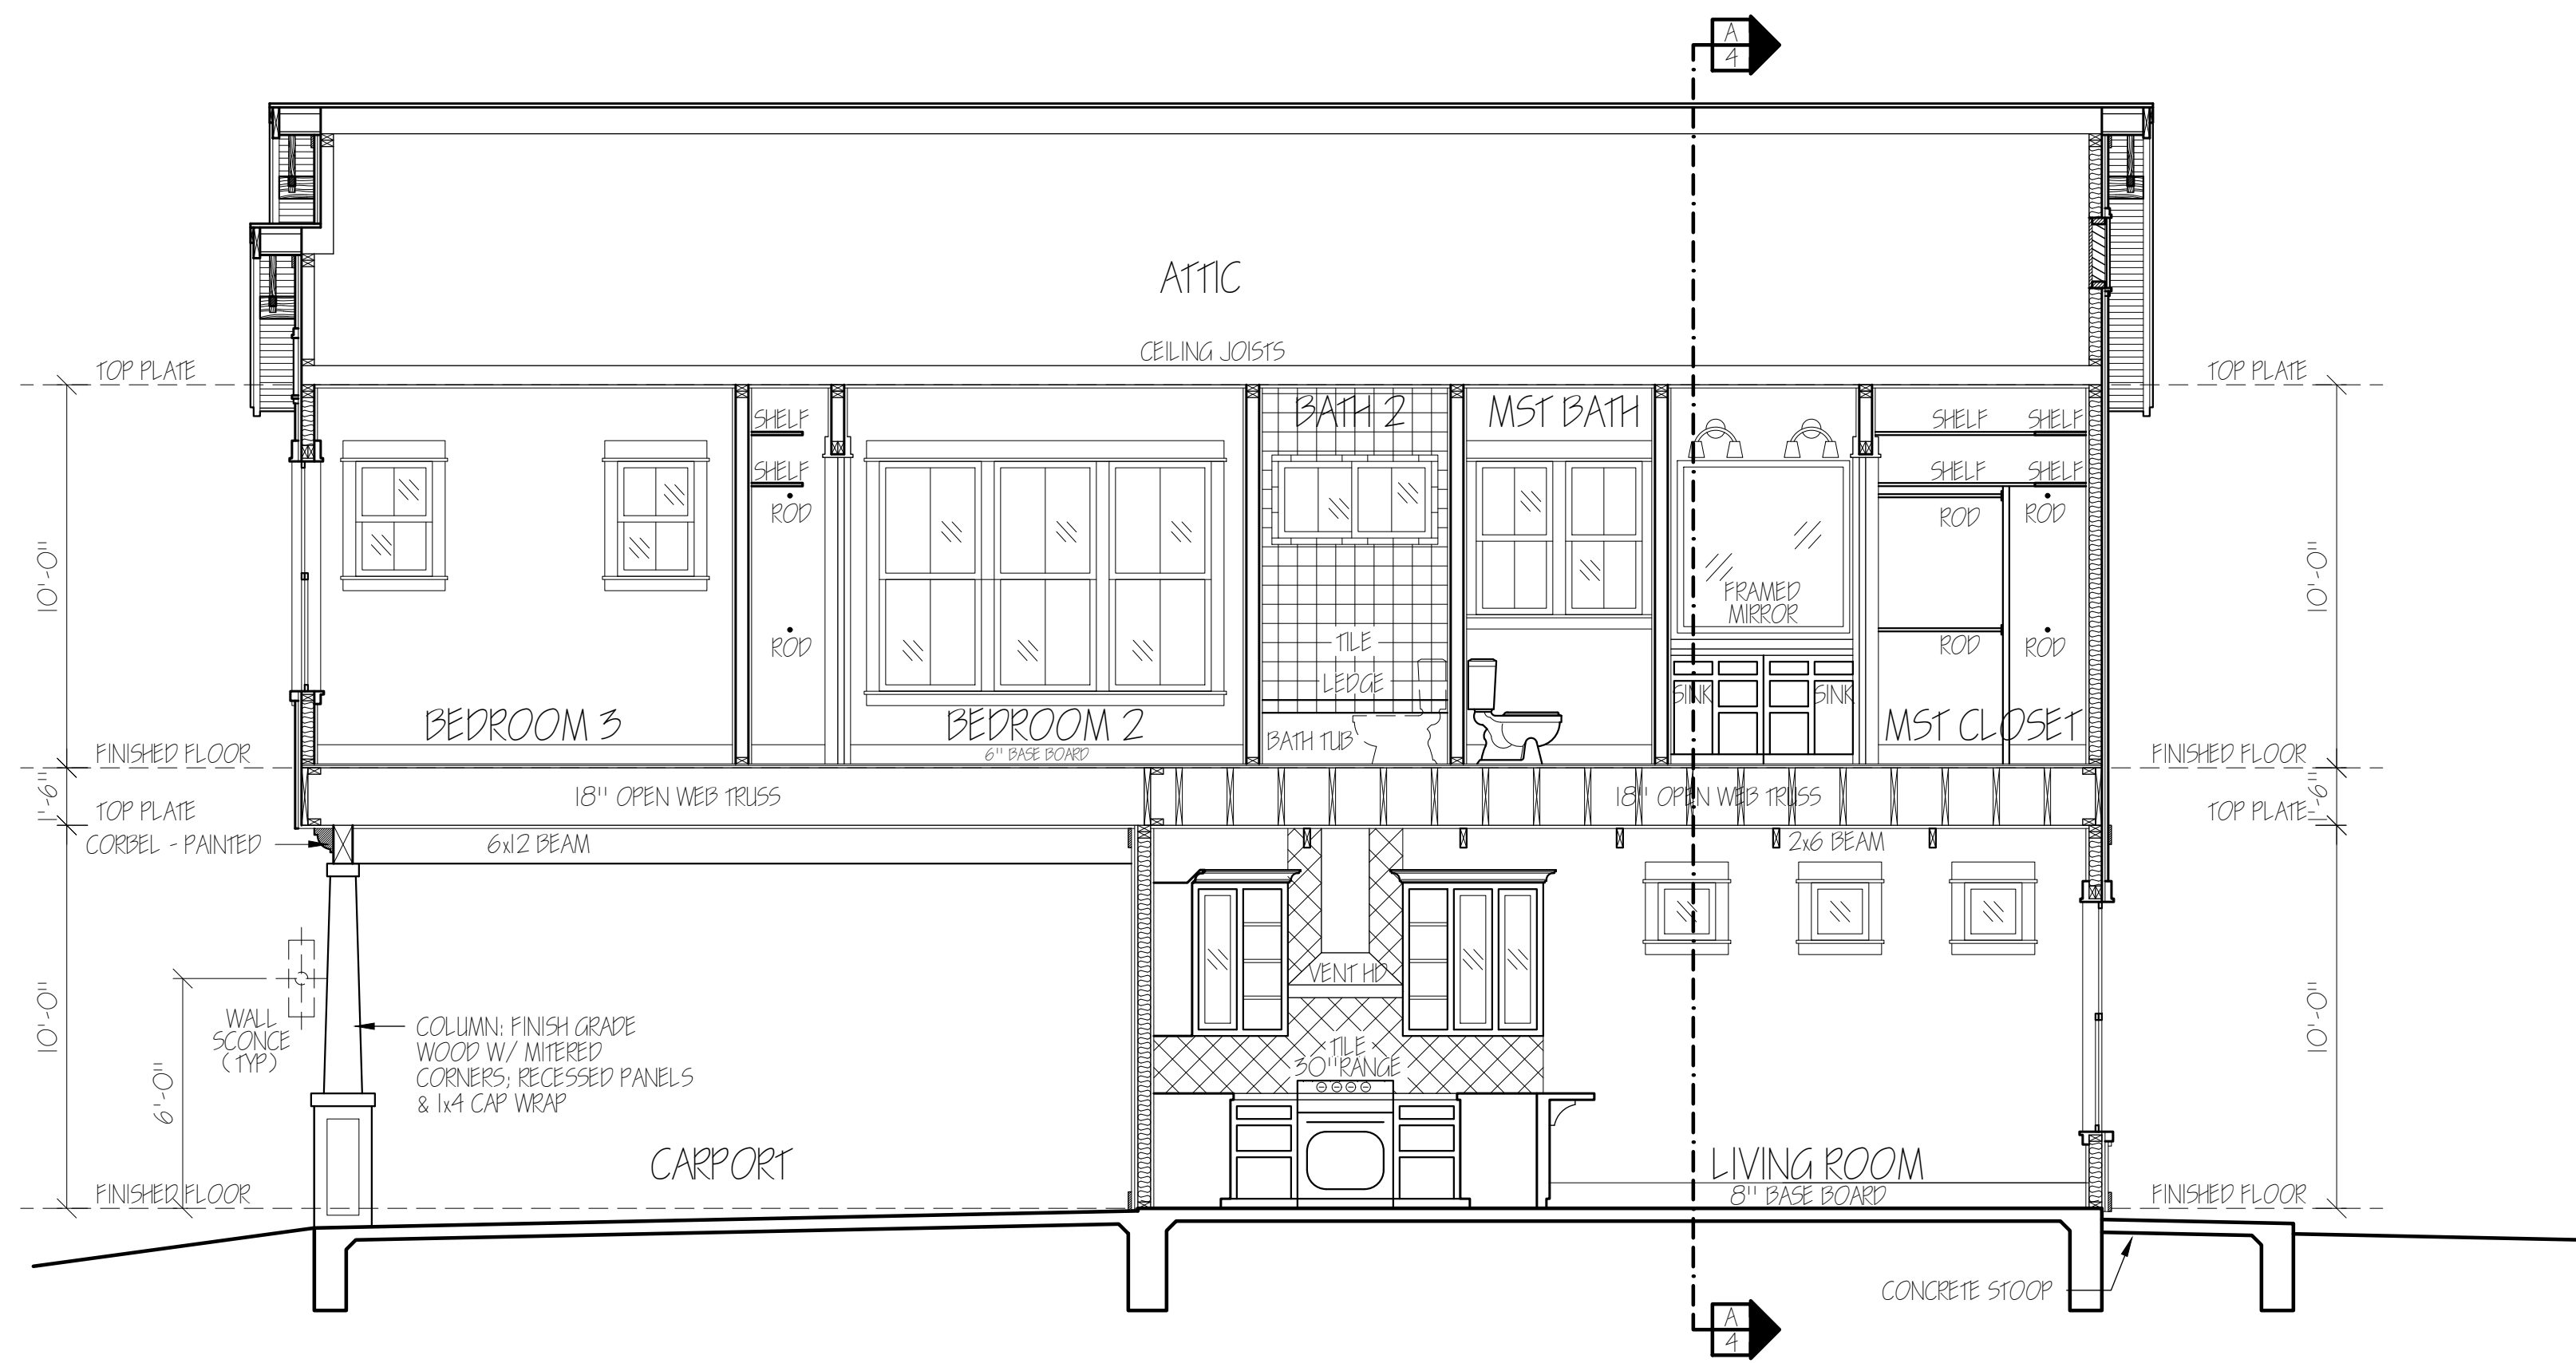 A
4
ATTIC
CEILING JOISTS
TOP PLATE
TOP PLATE
SHELF
BATH 2
MST BATH
SHELF
SHELF
SHELF
SHELF
SHELF
ROD
ROD
ROD
10'-0"
10'-0"
FRAMED
MIRROR
ROD
TILE
LEDGE
ROD
ROD
SINK
SINK
BEDROOM 3
BEDROOM 2
6" BASE BOARD
BATH TUB
MST CLOSET
FINISHED FLOOR
FINISHED FLOOR
1'-6"
1'-6"
18" OPEN WEB TRUSS
18" OPEN WEB TRUSS
TOP PLATE
TOP PLATE
CORBEL - PAINTED
6x12 BEAM
2x6 BEAM
VENT HD
10'-0"
10'-0"
WALL
SCONCE
(TYP)
6'-0"
COLUMN: FINISH GRADE
WOOD W/ MITERED
CORNERS; RECESSED PANELS
& 1x4 CAP WRAP
TILE
30" RANGE
CARPORT
LIVING ROOM
8" BASE BOARD
FINISHED FLOOR
FINISHED FLOOR
CONCRETE STOOP
A
4